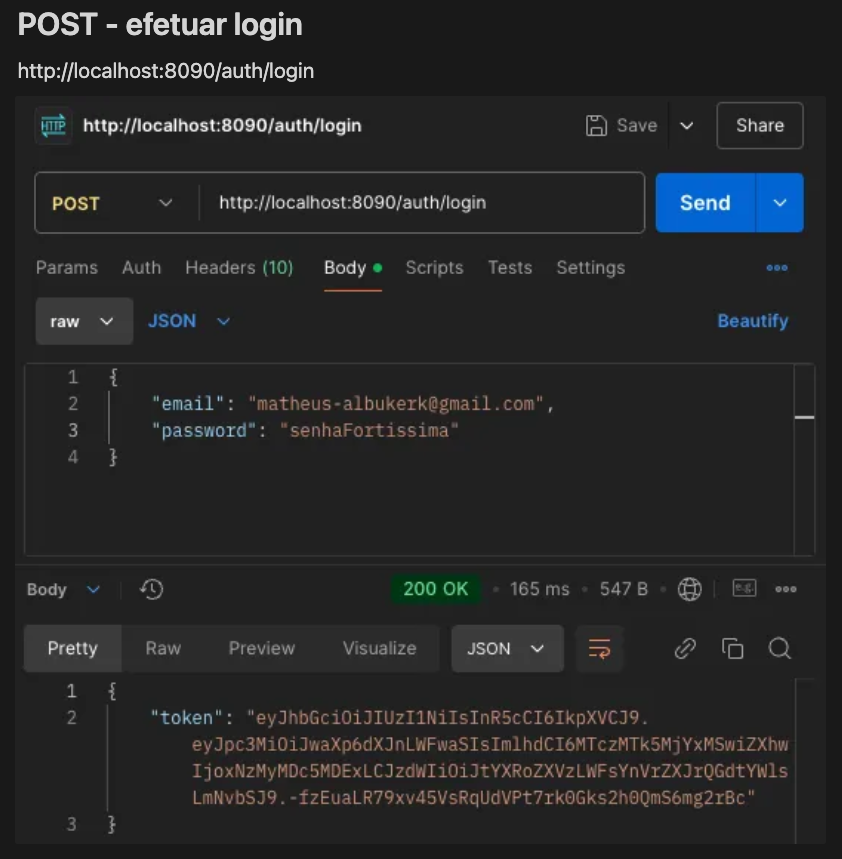 POST - efetuar login
http://localhost:8090/auth/login
HTTP http://localhost:8090/auth/login Save Share
POST http://localhost:8090/auth/login Send
Params Auth Headers (10) Body Scripts Tests Settings
raw JSON Beautify
1 {
2 "email": "matheus-albukerk@gmail.com",
3 "password": "senhaFortissima"
4 }
Body 200 OK 165 ms 547 B e.g.
Pretty Raw Preview Visualize JSON
1 {
2 "token": "eyJhbGciOiJIUzI1NiIsInR5cCI6IkpXVCJ9.
eyJpc3MiOiJwaXp6dXJnLWFwaSIsImlhdCI6MTczMTk5MjYxMSwiZXhw
IjoxNzMyMDc5MDExLCJzdWIiOiJtYXRoZXVzLWFsYnVrZXJrQGdtYWls
LmNvbSJ9.-fzEuaLR79xv45VsRqUdVPt7rk0Gks2h0QmS6mg2rBc"
3 }